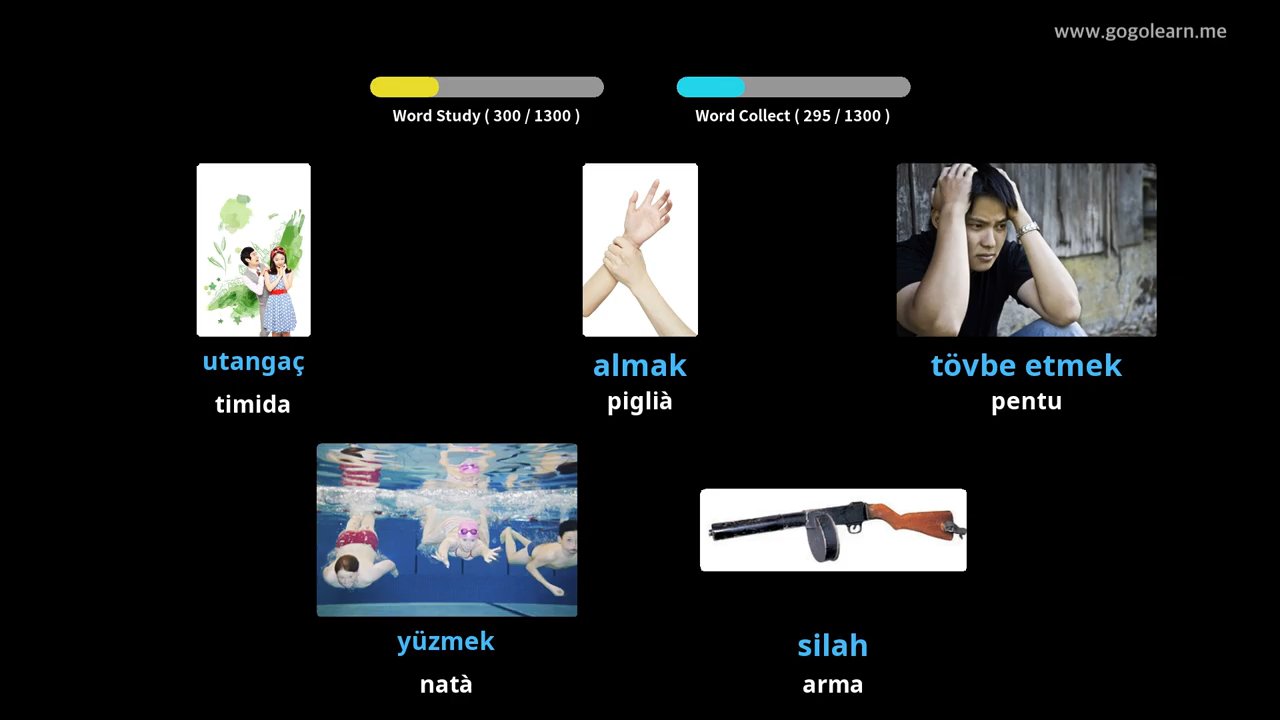 www.gogolearn.me
Word Study ( 300 / 1300 )
Word Collect ( 295 / 1300 )
utangaç
timida
almak
piglià
tövbe etmek
pentu
yüzmek
natà
silah
arma